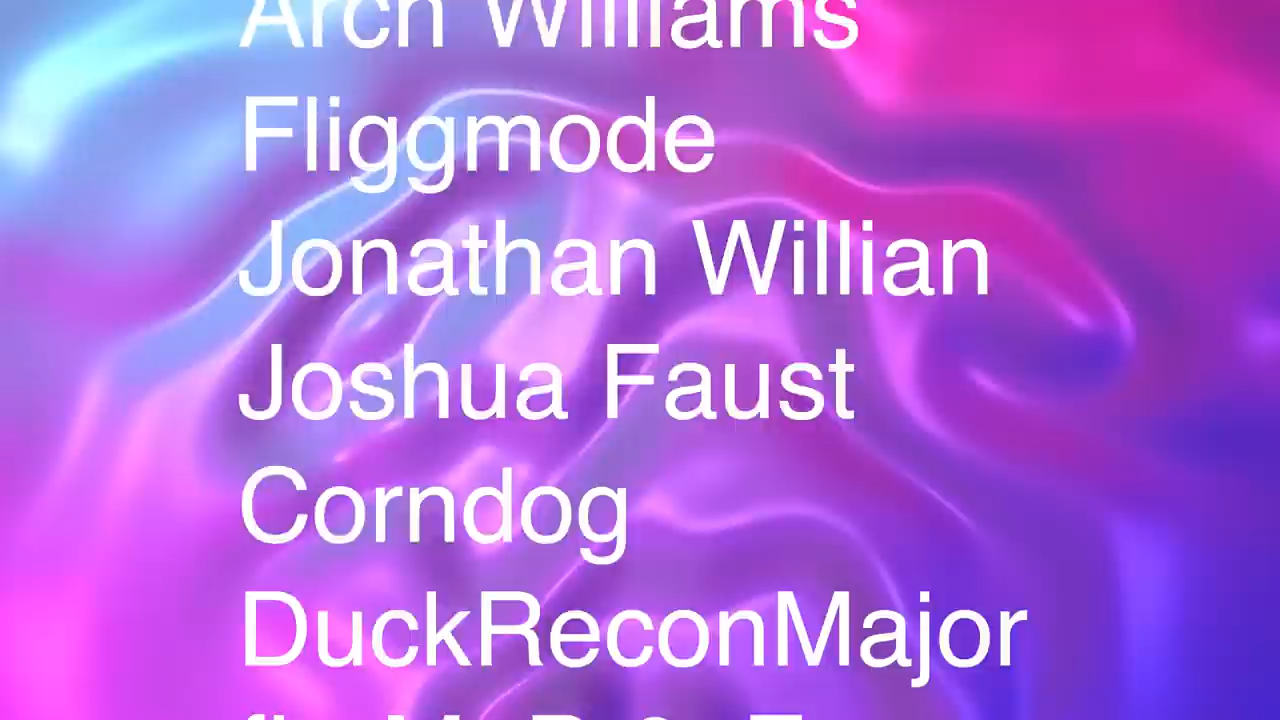 Arch Williams
Fliggmode
Jonathan Willian
Joshua Faust
Corndog
DuckReconMajor